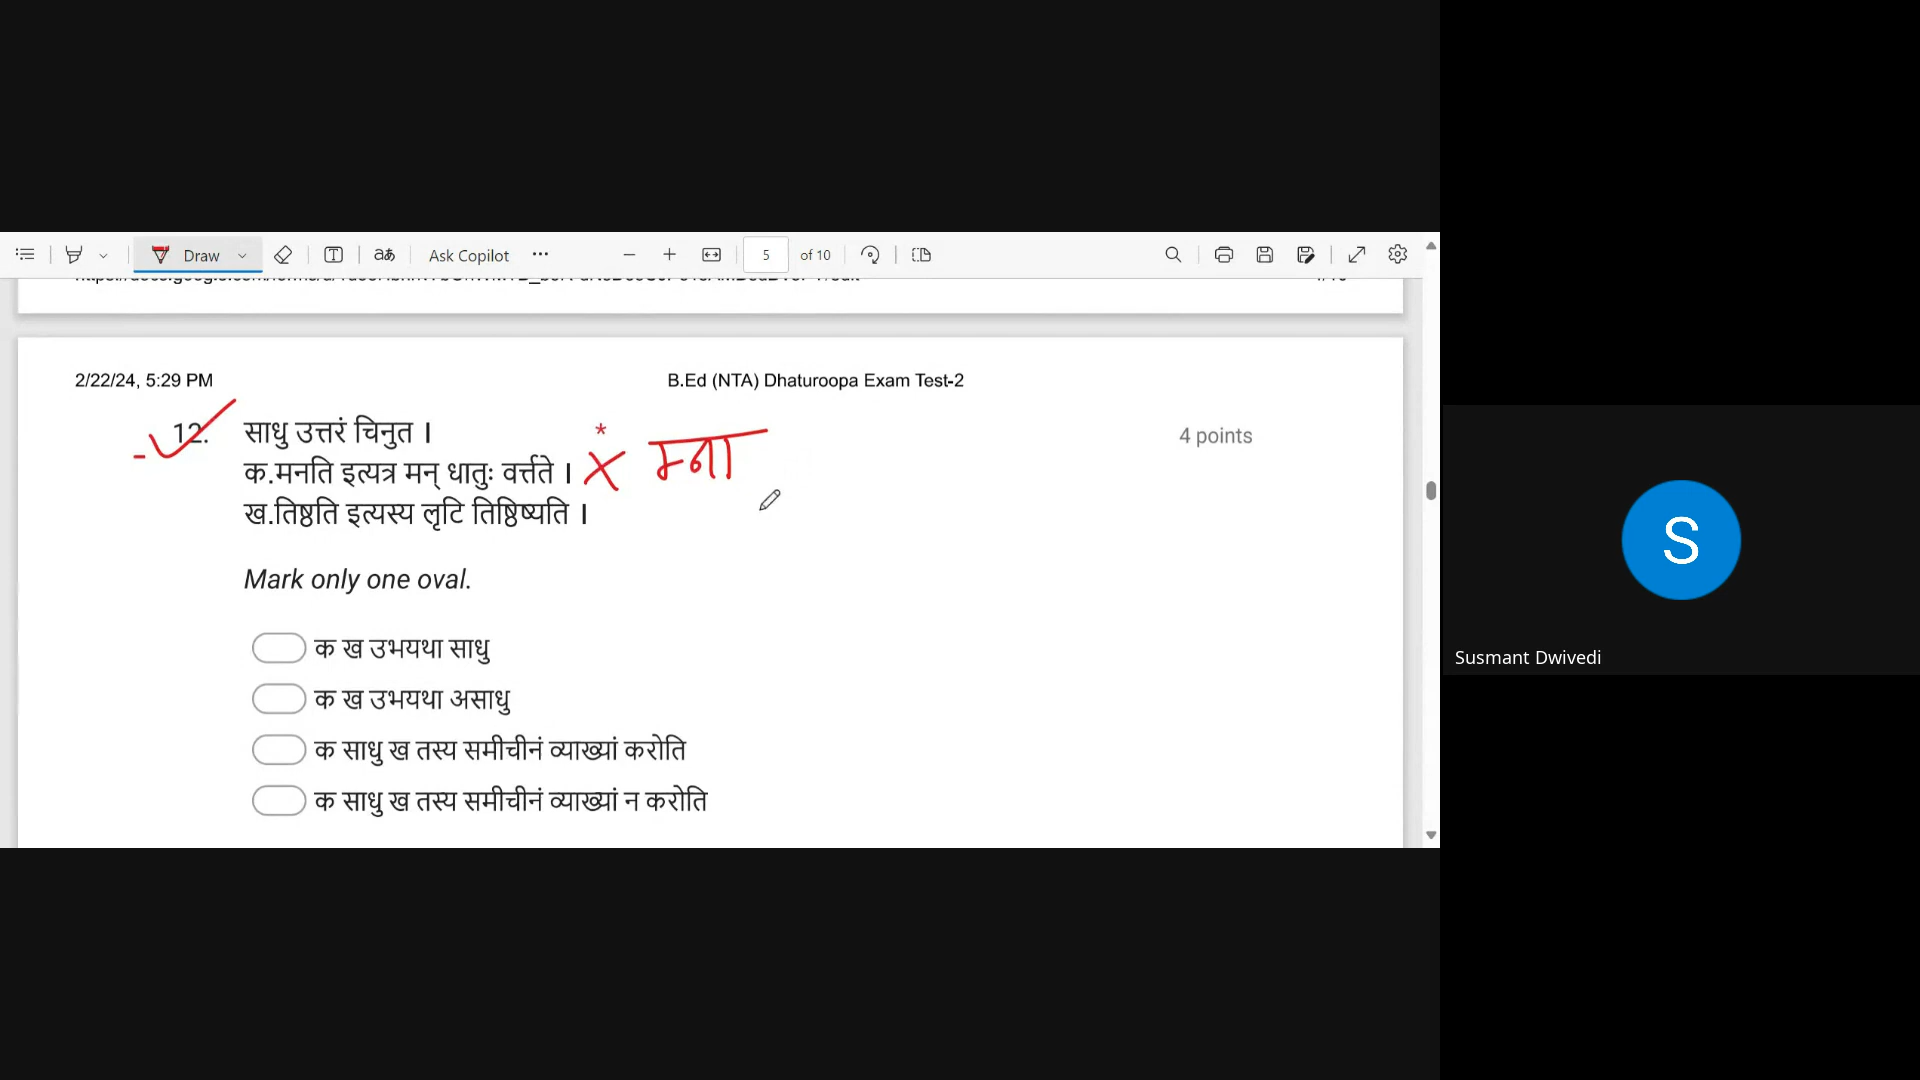 Draw
aあ
Ask Copilot
5 of 10
2/22/24, 5:29 PM
B.Ed (NTA) Dhaturoopa Exam Test-2
12. साधु उत्तरं चिनुत ।
* म्ना
4 points
क.मनति इत्यत्र मन् धातुः वर्त्तते ।
ख.तिष्ठति इत्यस्य लृटि तिष्ठिष्यति ।
Mark only one oval.
क ख उभयथा साधु
क ख उभयथा असाधु
क साधु ख तस्य समीचीनं व्याख्यां करोति
क साधु ख तस्य समीचीनं व्याख्यां न करोति
S
Susmant Dwivedi